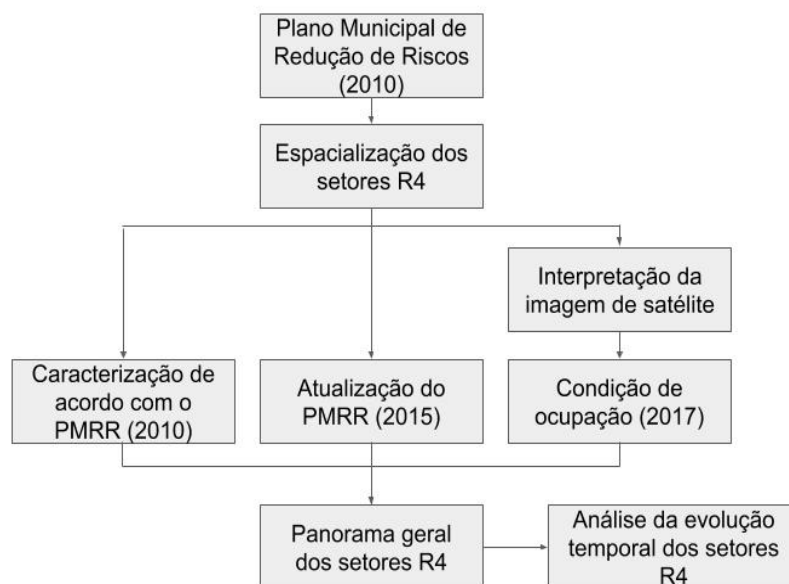 Plano Municipal de
Redução de Riscos
(2010)
Espacialização dos
setores R4
Interpretação da
imagem de satélite
Caracterização de
acordo com o
PMRR (2010)
Atualização do
PMRR (2015)
Condição de
ocupação (2017)
Panorama geral
dos setores R4
Análise da evolução
temporal dos setores
R4